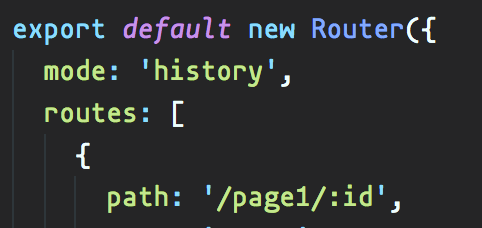 export default new Router({
mode: 'history',
routes: [
{
path: '/page1/:id',